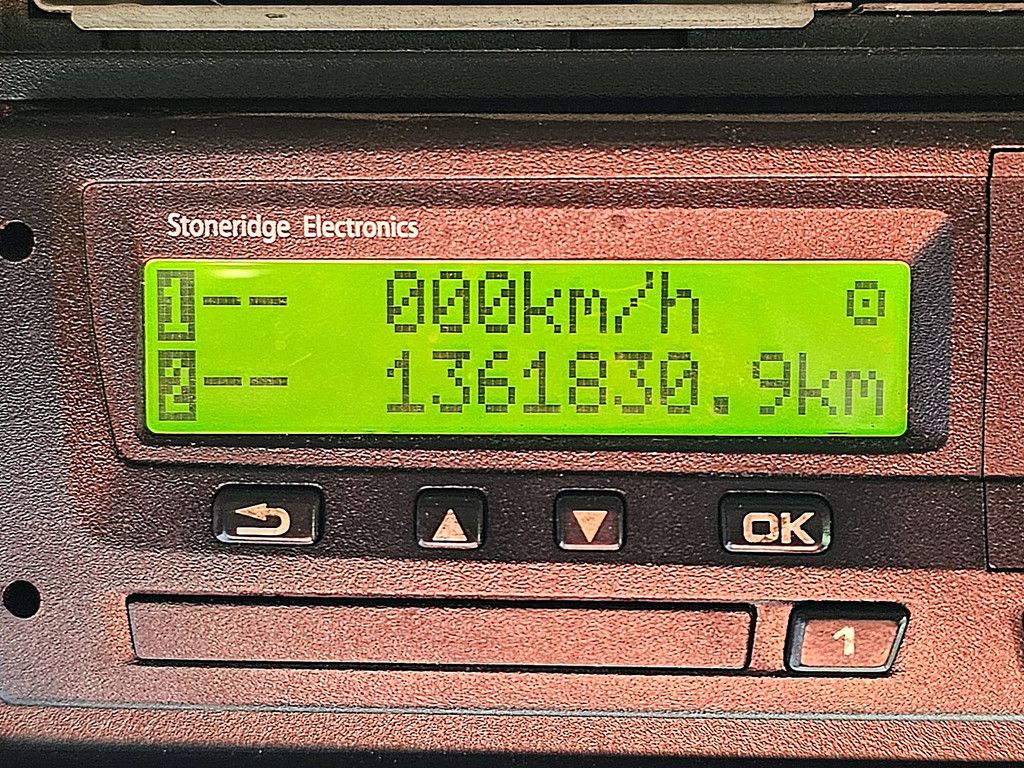 Stoneridge Electronics
1-- 000km/h
2-- 1361830.9km
OK
1